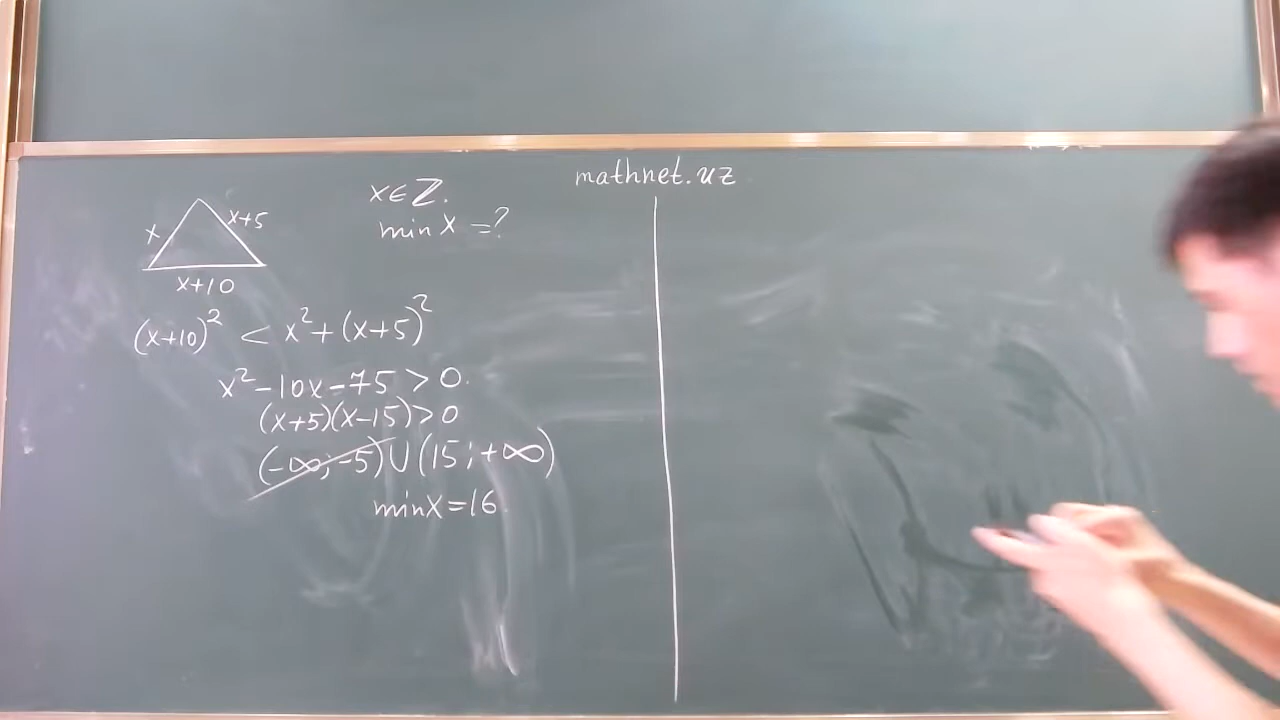 mathnet.uz
x∈Z.
min x =?
x
x+5
x+10
(x+10)² < x²+(x+5)²
x²-10x-75 > 0.
(x+5)(x-15)>0
(-∞;-5)∪(15;+∞)
min x=16.